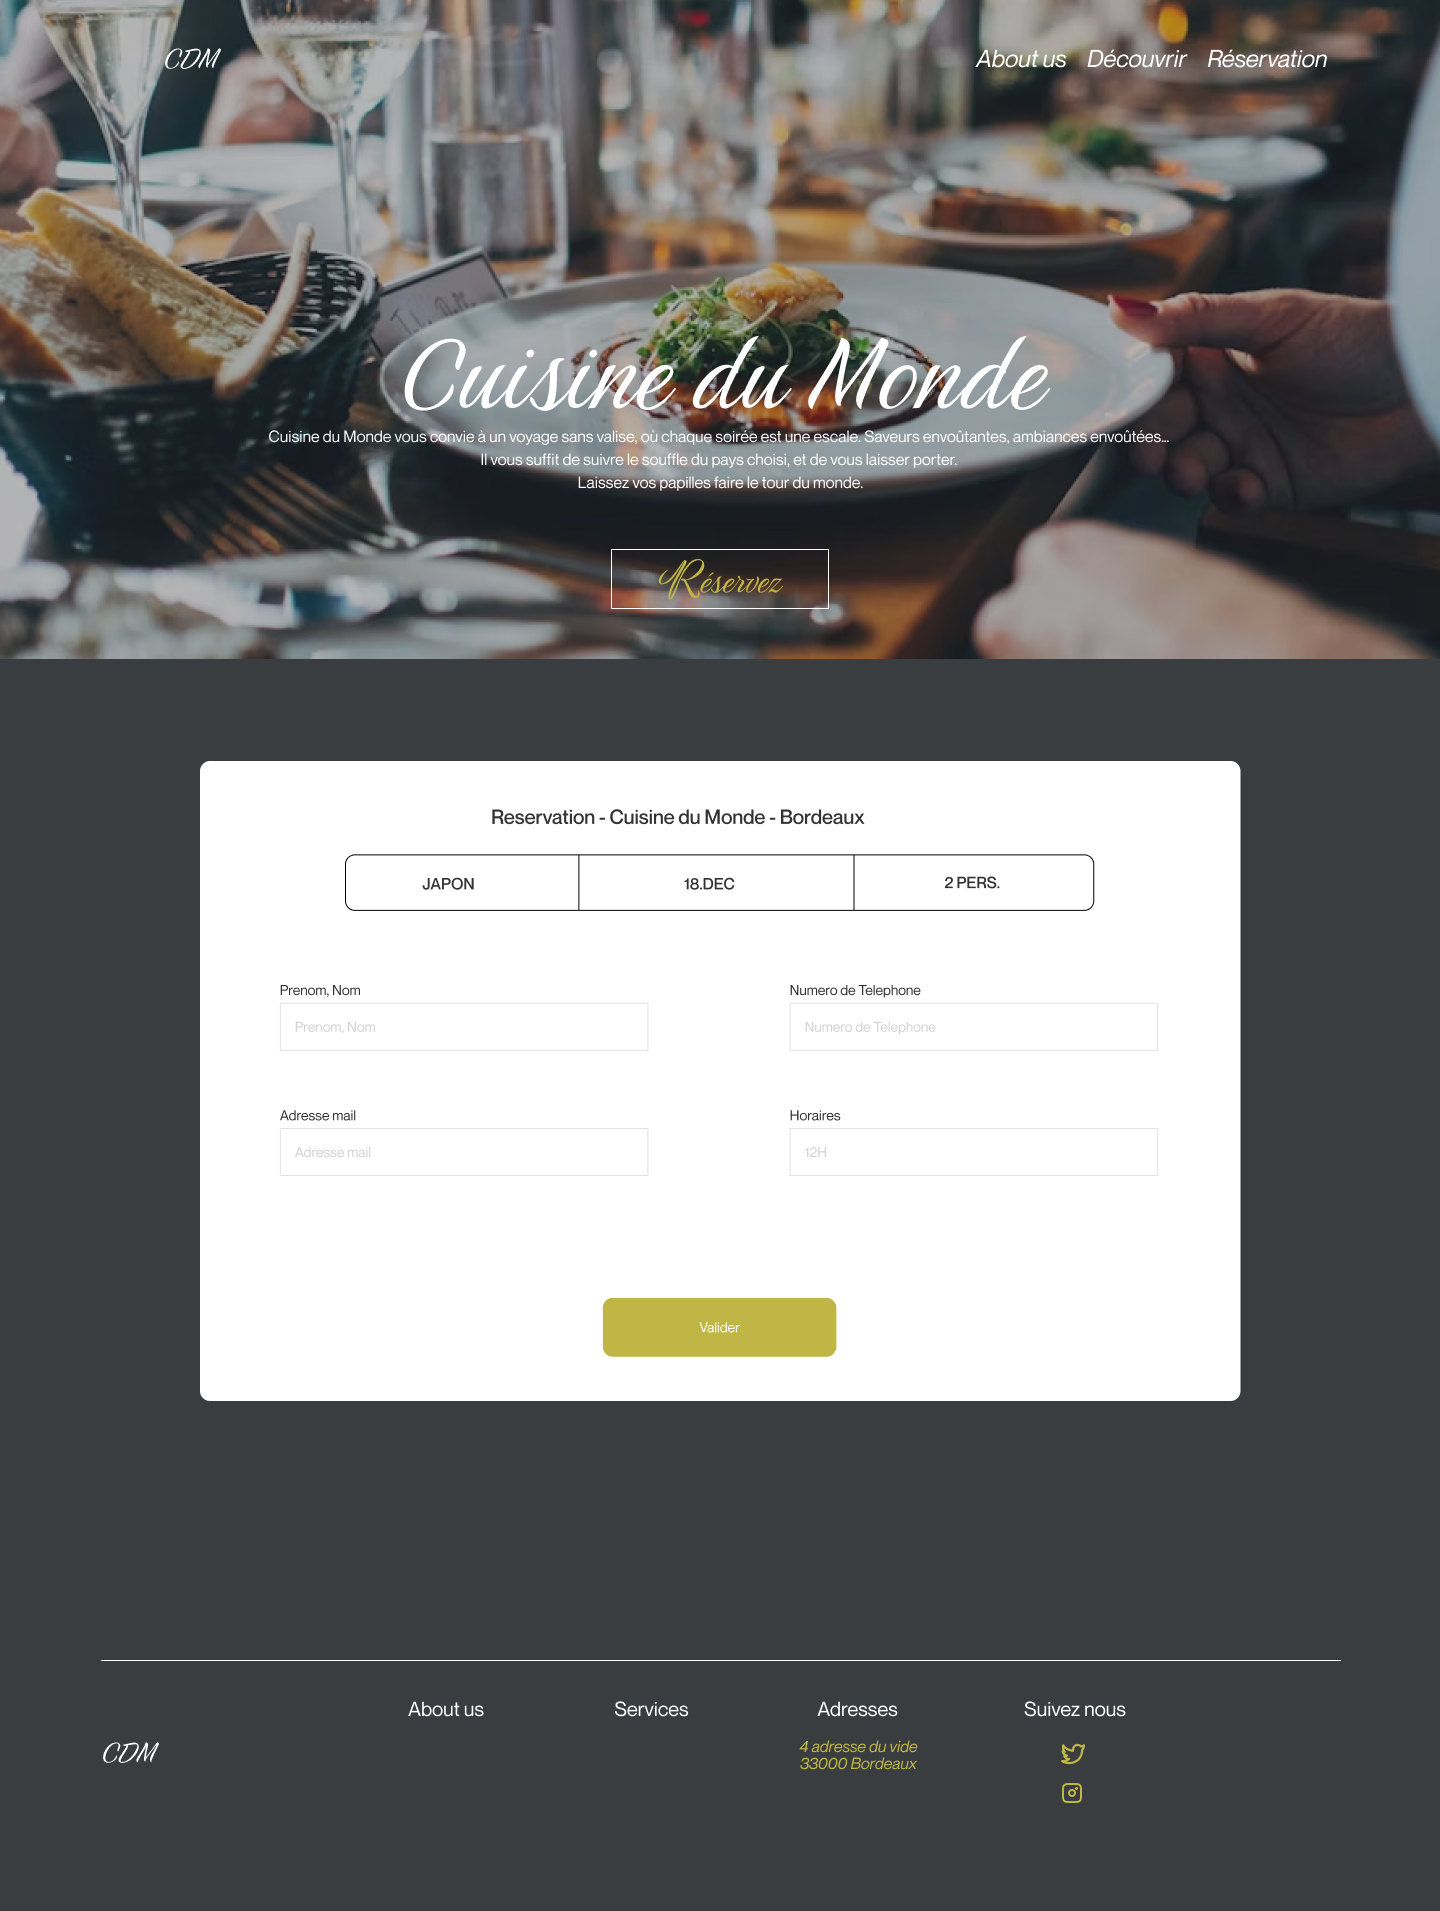 CDM
About us Découvrir Réservation
Cuisine du Monde
Cuisine du Monde vous convie à un voyage sans valise, où chaque soirée est une escale. Saveurs envoûtantes, ambiances envoûtées...
Il vous suffit de suivre le souffle du pays choisi, et de vous laisser porter.
Laissez vos papilles faire le tour du monde.
Réservez
Reservation - Cuisine du Monde - Bordeaux
JAPON 18.DEC 2 PERS.
Prenom, Nom
Prenom, Nom
Numero de Telephone
Numero de Telephone
Adresse mail
Adresse mail
Horaires
12H
Valider
CDM
About us
Services
Adresses
4 adresse du vide
33000 Bordeaux
Suivez nous